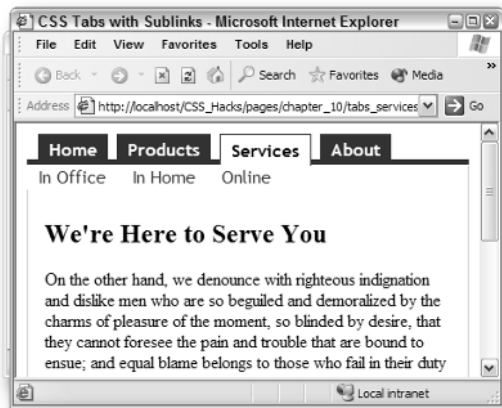 CSS Tabs with Sublinks - Microsoft Internet Explorer
File Edit View Favorites Tools Help
Back Search Favorites Media »
Address http://localhost/CSS_Hacks/pages/chapter_10/tabs_services Go
Home Products Services About
In Office In Home Online
We're Here to Serve You
On the other hand, we denounce with righteous indignation
and dislike men who are so beguiled and demoralized by the
charms of pleasure of the moment, so blinded by desire, that
they cannot foresee the pain and trouble that are bound to
ensue; and equal blame belongs to those who fail in their duty
Local intranet